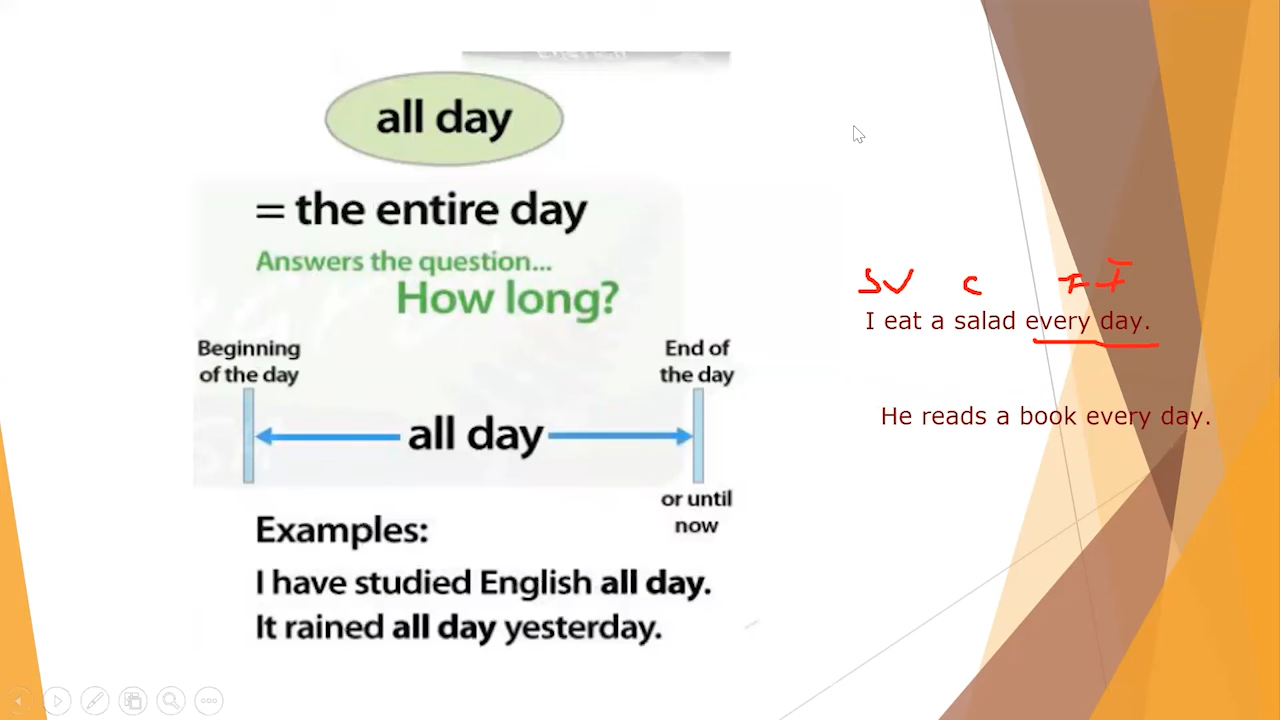 all day
= the entire day
Answers the question...
How long?
Beginning
of the day
End of
the day
all day
or until
now
Examples:
I have studied English all day.
It rained all day yesterday.
S V C
I eat a salad every day.
He reads a book every day.